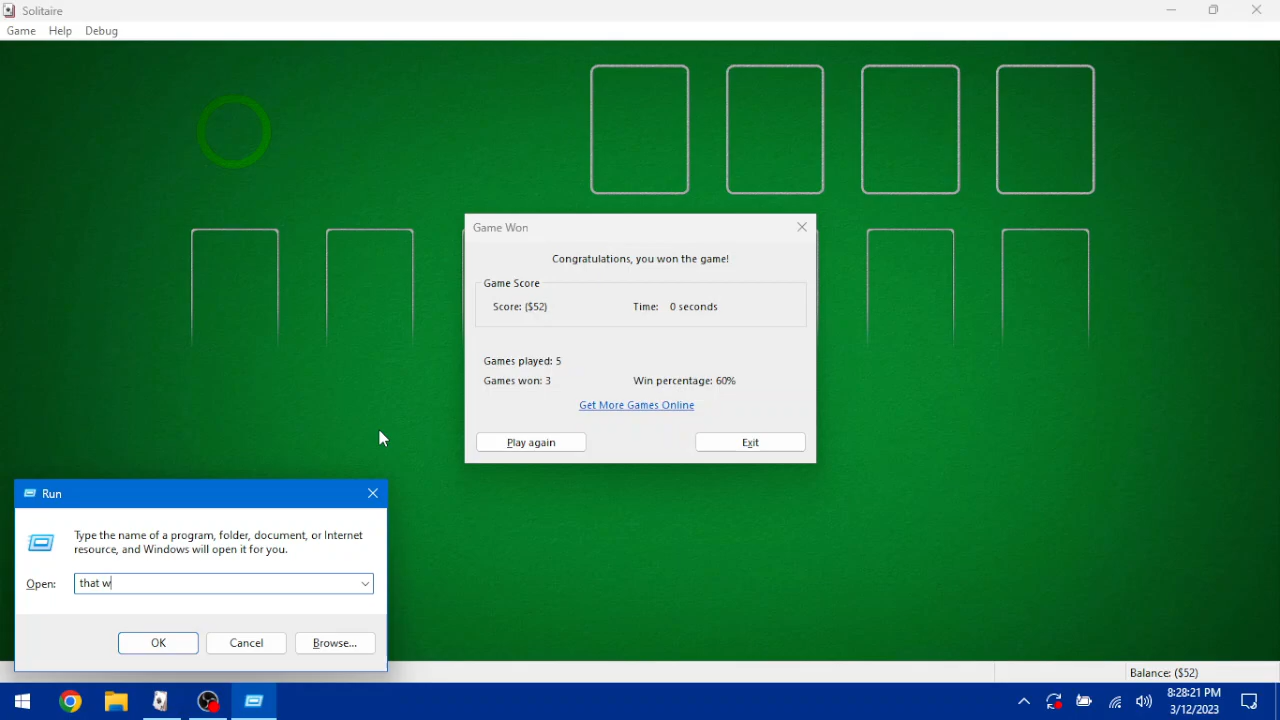 Solitaire
Game Help Debug
Game Won
Congratulations, you won the game!
Game Score
Score: ($52) Time: 0 seconds
Games played: 5
Games won: 3 Win percentage: 60%
Get More Games Online
Play again Exit
Run
Type the name of a program, folder, document, or Internet
resource, and Windows will open it for you.
Open: that w
OK Cancel Browse...
Balance: ($52)
8:28:21 PM
3/12/2023